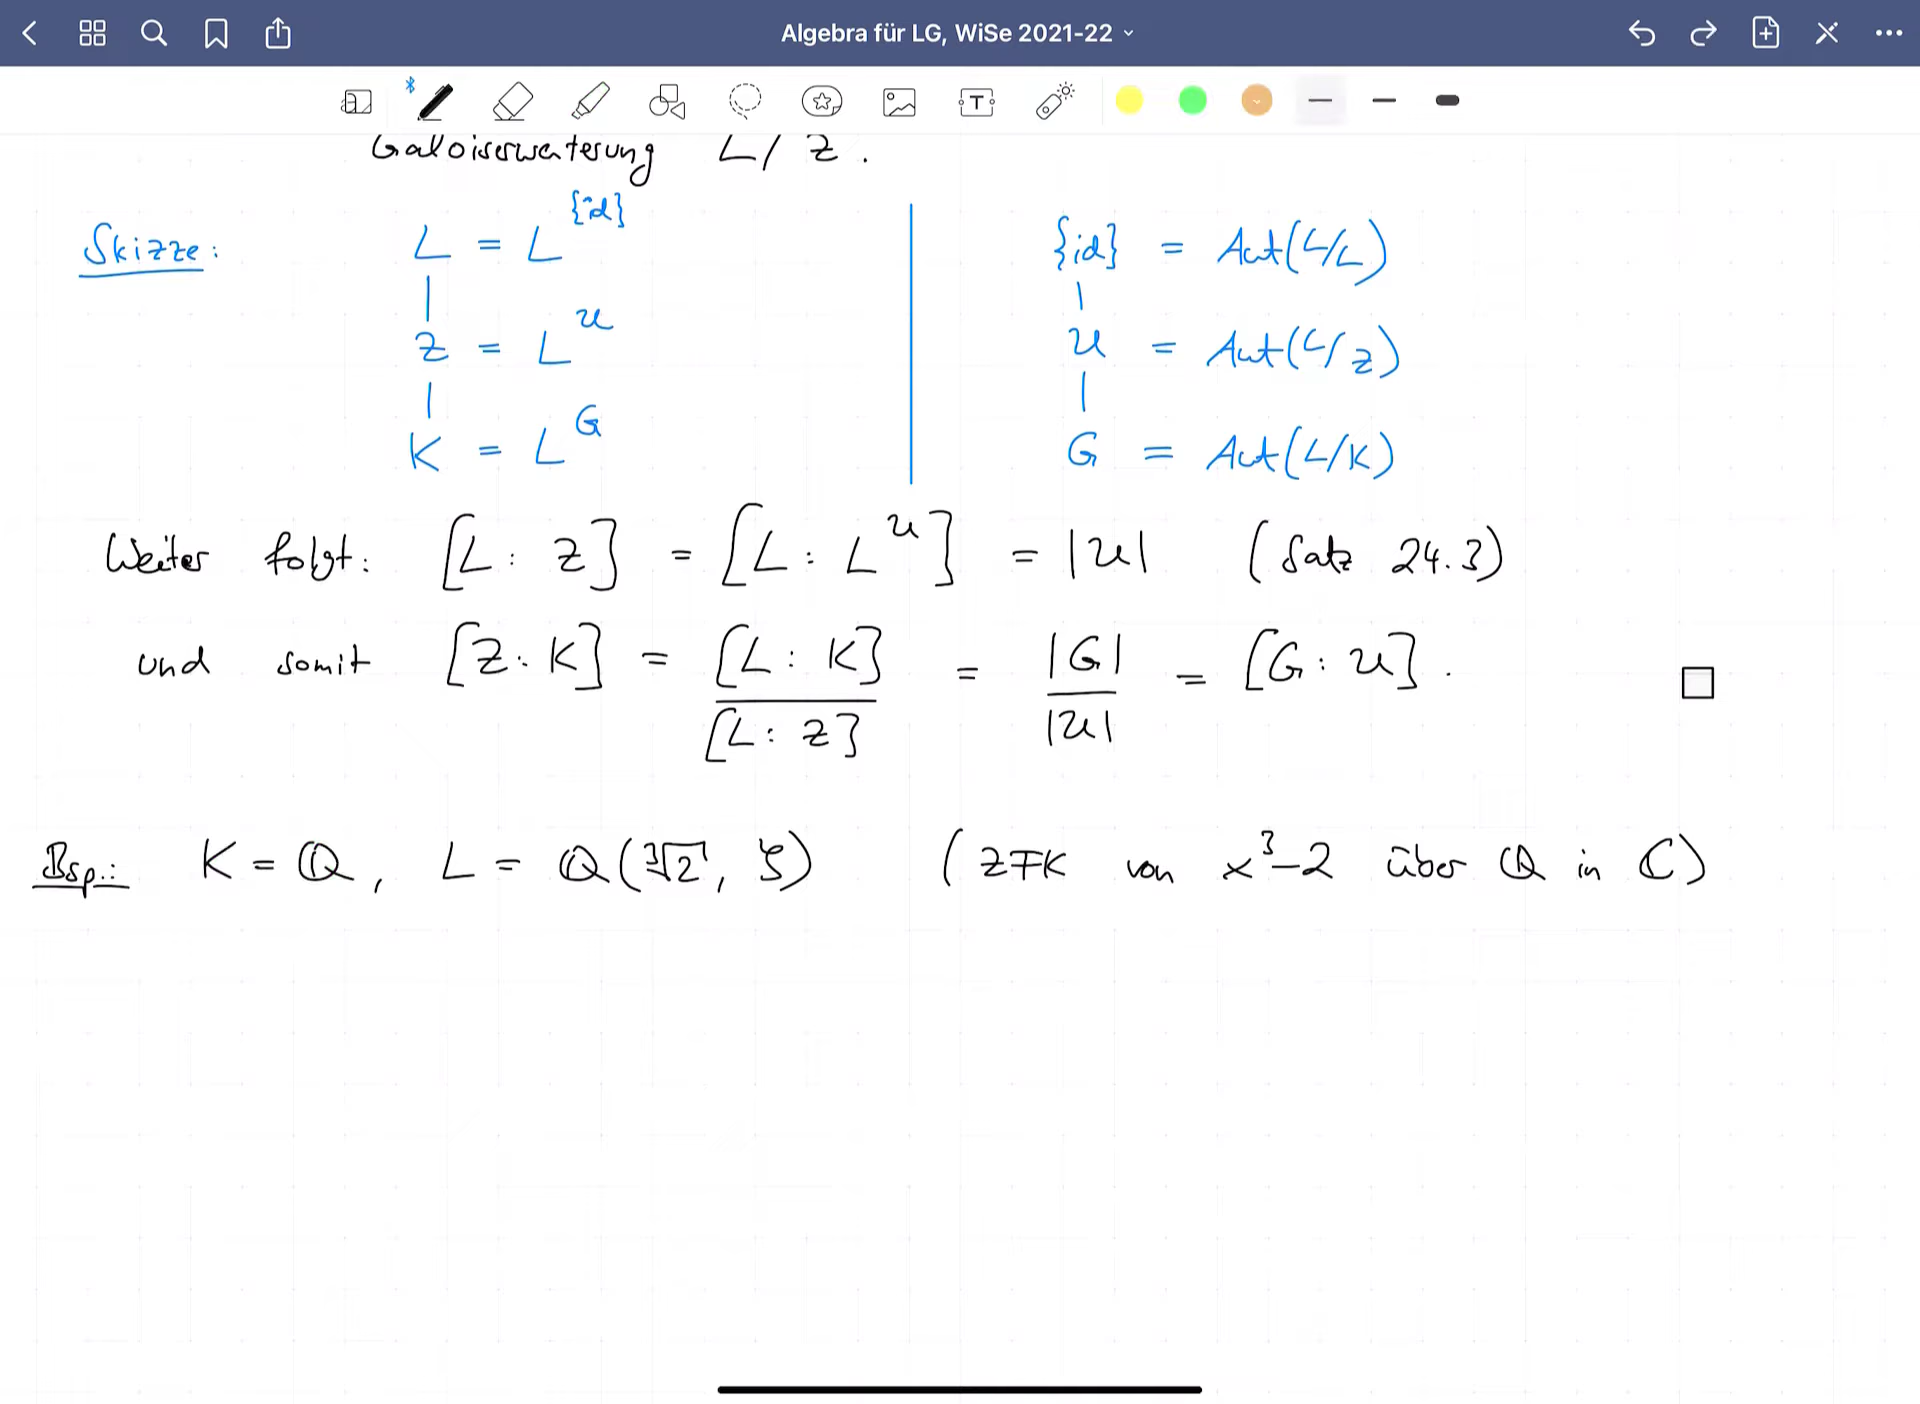 Algebra für LG, WiSe 2021-22
Galoiserweiterung L/Z.
Skizze: L = L^{id} {id} = Aut(L/L)
Z = L^U U = Aut(L/Z)
K = L^G G = Aut(L/K)
Weiter folgt: [L : Z] = [L : L^U] = |U| (Satz 24.3)
und somit [Z : K] = [L : K] / [L : Z] = |G| / |U| = [G : U]. □
Bsp.: K = ℚ, L = ℚ(∛2, ζ) (ZFK von x³-2 über ℚ in ℂ)